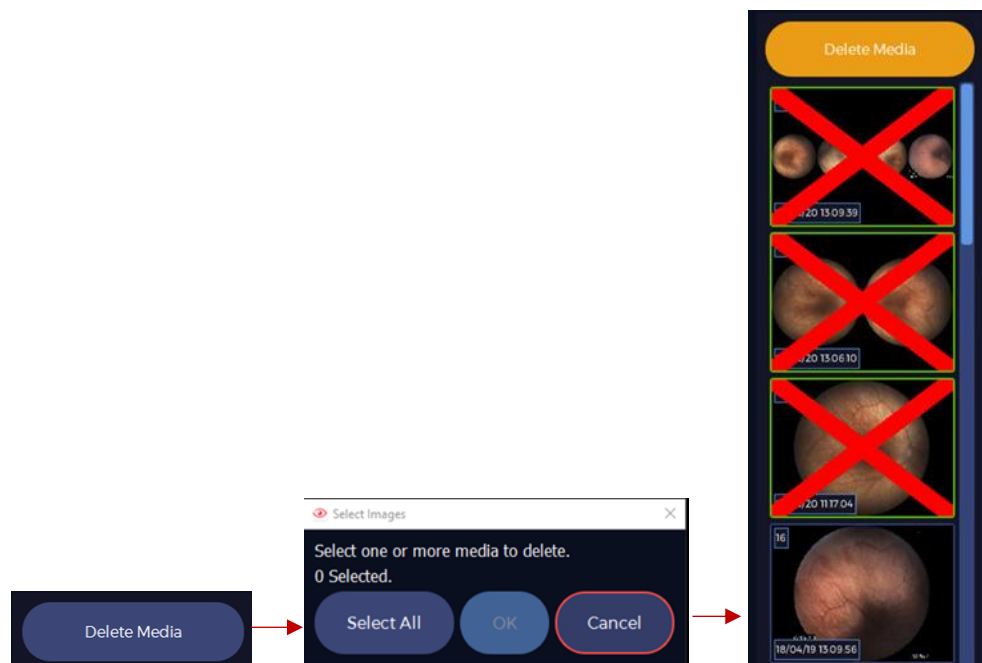 Delete Media
Select Images
Select one or more media to delete.
0 Selected.
Select All
OK
Cancel
Delete Media
/20 13:09:39
/20 13:06:10
/20 11:17:04
16
18/04/19 13:09:56